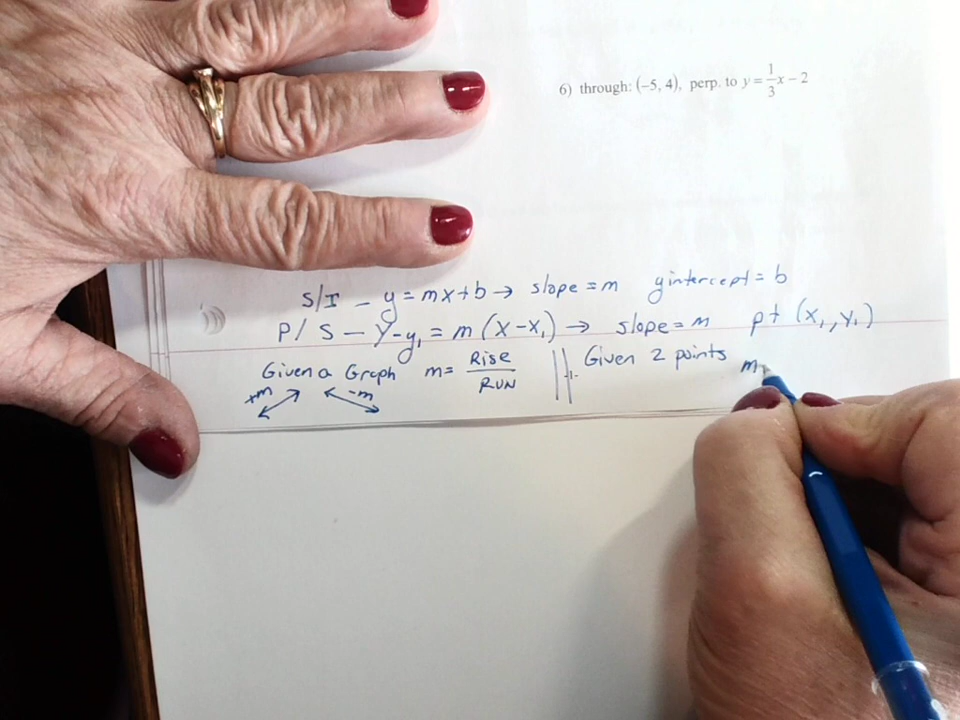 6) through: (−5, 4), perp. to y = 1/3x − 2
S/I – y = mx+b → slope = m y intercept = b
P/S – Y-y₁ = m (X-X₁) → slope = m pt (X₁, Y₁)
Given a Graph m = Rise/RUN Given 2 points m
+m -m